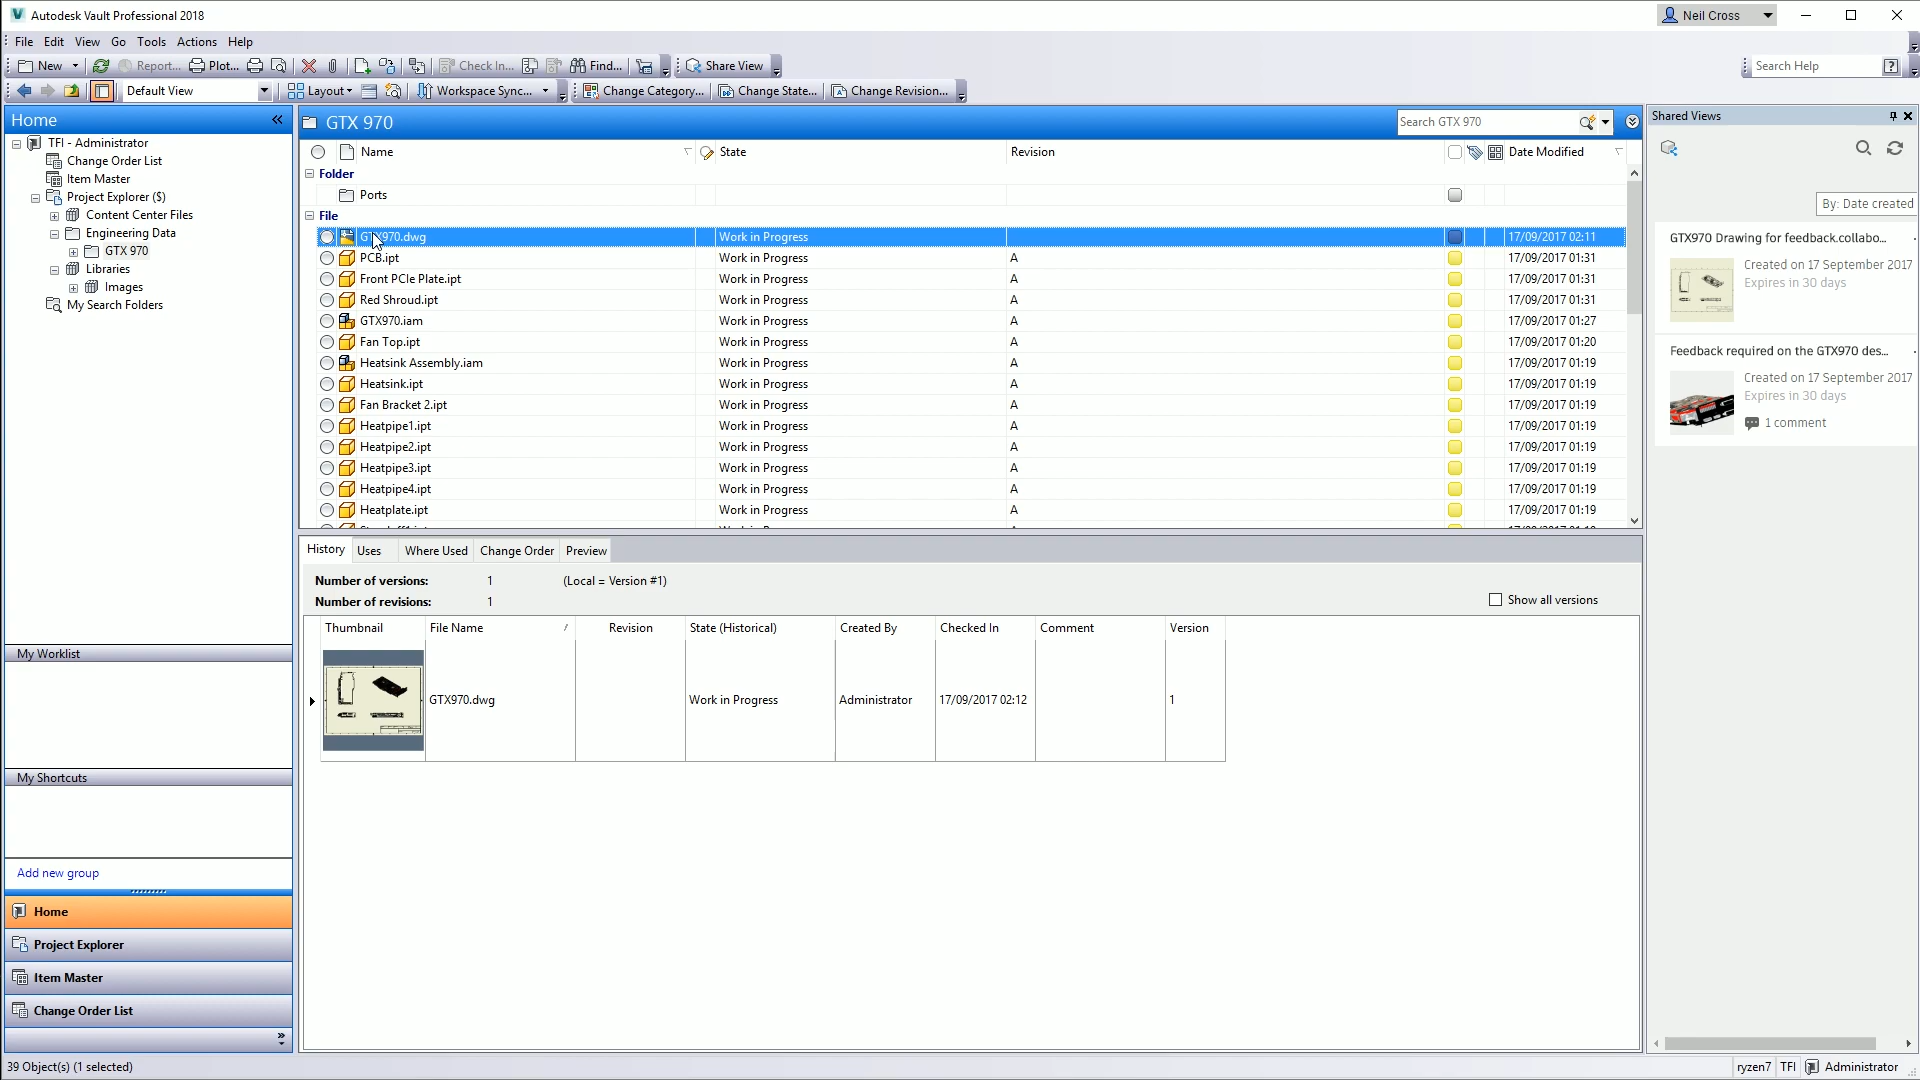 Autodesk Vault Professional 2018
Neil Cross
File Edit View Go Tools Actions Help
New Report... Plot... Check In... Find... Share View
Search Help
Default View Layout Workspace Sync... Change Category... Change State... Change Revision...
Home
TFI - Administrator
Change Order List
Item Master
Project Explorer ($)
Content Center Files
Engineering Data
GTX 970
Libraries
Images
My Search Folders
My Worklist
My Shortcuts
Add new group
Home
Project Explorer
Item Master
Change Order List
GTX 970
Search GTX 970
Name State Revision Date Modified
Folder
Ports
File
GTX970.dwg Work in Progress 17/09/2017 02:11
PCB.ipt Work in Progress A 17/09/2017 01:31
Front PCIe Plate.ipt Work in Progress A 17/09/2017 01:31
Red Shroud.ipt Work in Progress A 17/09/2017 01:31
GTX970.iam Work in Progress A 17/09/2017 01:27
Fan Top.ipt Work in Progress A 17/09/2017 01:20
Heatsink Assembly.iam Work in Progress A 17/09/2017 01:19
Heatsink.ipt Work in Progress A 17/09/2017 01:19
Fan Bracket 2.ipt Work in Progress A 17/09/2017 01:19
Heatpipe1.ipt Work in Progress A 17/09/2017 01:19
Heatpipe2.ipt Work in Progress A 17/09/2017 01:19
Heatpipe3.ipt Work in Progress A 17/09/2017 01:19
Heatpipe4.ipt Work in Progress A 17/09/2017 01:19
Heatplate.ipt Work in Progress A 17/09/2017 01:19
History Uses Where Used Change Order Preview
Number of versions: 1 (Local = Version #1)
Number of revisions: 1
Show all versions
Thumbnail File Name Revision State (Historical) Created By Checked In Comment Version
GTX970.dwg Work in Progress Administrator 17/09/2017 02:12 1
Shared Views
By: Date created
GTX970 Drawing for feedback.collabo...
Created on 17 September 2017
Expires in 30 days
Feedback required on the GTX970 des...
Created on 17 September 2017
Expires in 30 days
1 comment
39 Object(s) (1 selected)
ryzen7 TFI Administrator